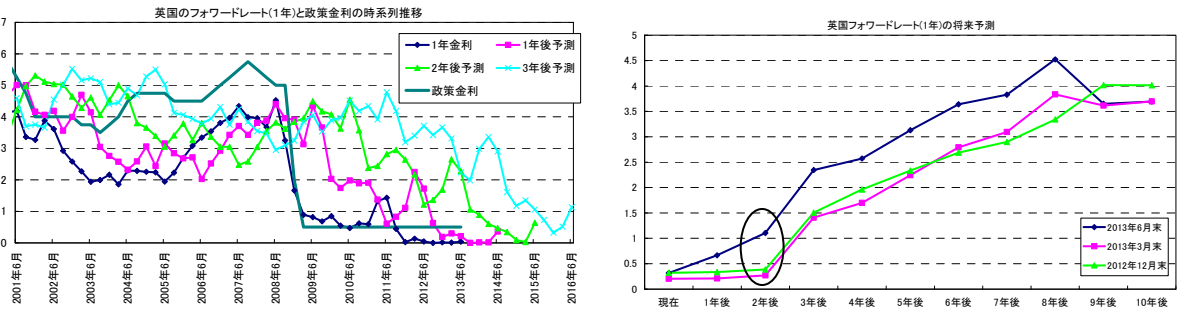 英国のフォワードレート(1年)と政策金利の時系列推移
7
6
5
4
3
2
1
0
1年金利
1年後予測
2年後予測
3年後予測
政策金利
2001年6月
2002年6月
2003年6月
2004年6月
2005年6月
2006年6月
2007年6月
2008年6月
2009年6月
2010年6月
2011年6月
2012年6月
2013年6月
2014年6月
2015年6月
2016年6月
英国フォワードレート(1年)の将来予測
5
4.5
4
3.5
3
2.5
2
1.5
1
0.5
0
2013年6月末
2013年3月末
2012年12月末
現在
1年後
2年後
3年後
4年後
5年後
6年後
7年後
8年後
9年後
10年後